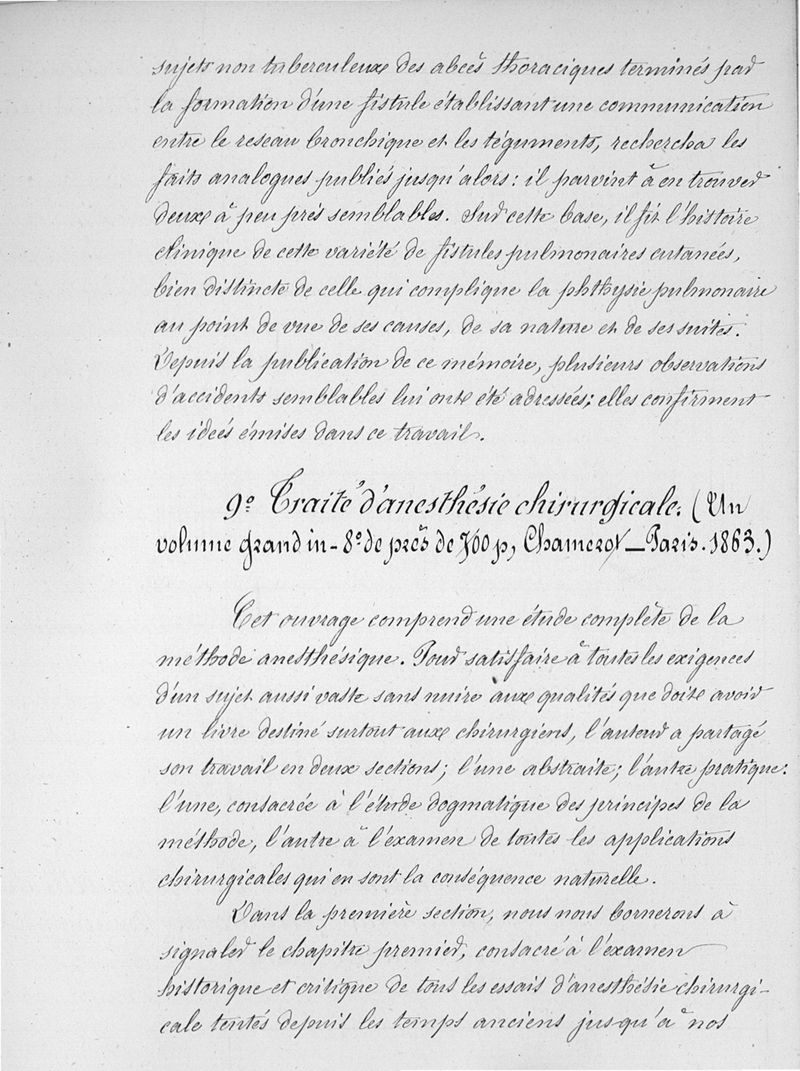 sujets non tuberculeux des abcès thoraciques terminés par
la formation d'une fistule établissant une communication
entre le reseau bronchique et les téguments, rechercha les
faits analogues publiés jusqu'alors: il parvint à en trouver
deux à peu près semblables. Sur cette base, il fit l'histoire
clinique de cette variété de fistules pulmonaires cutanées,
bien distincte de celle qui complique la phthysie pulmonaire
au point de vue de ses causes, de sa nature et de ses suites.
Depuis la publication de ce mémoire, plusieurs observations
d'accidents semblables lui ont été adressées; elles confirment
les idées émises dans ce travail.
9º Traité d'anesthésie chirurgicale. (Un
volume grand in-8º de près de 700 p, Chamerot — Paris. 1863.)
Cet ouvrage comprend une étude complète de la
méthode anesthésique. Pour satisfaire à toutes les exigences
d'un sujet aussi vaste sans nuire aux qualités que doit avoir
un livre destiné surtout aux chirurgiens, l'auteur a partagé
son travail en deux sections; l'une abstraite; l'autre pratique:
l'une, consacrée à l'étude dogmatique des principes de la
méthode, l'autre à l'examen de toutes les applications
chirurgicales qui en sont la conséquence naturelle.
Dans la première section, nous nous bornerons à
signaler le chapitre premier, consacré à l'examen
historique et critique de tous les essais d'anesthésie chirurgi-
cale tentés depuis les temps anciens jusqu'à nos